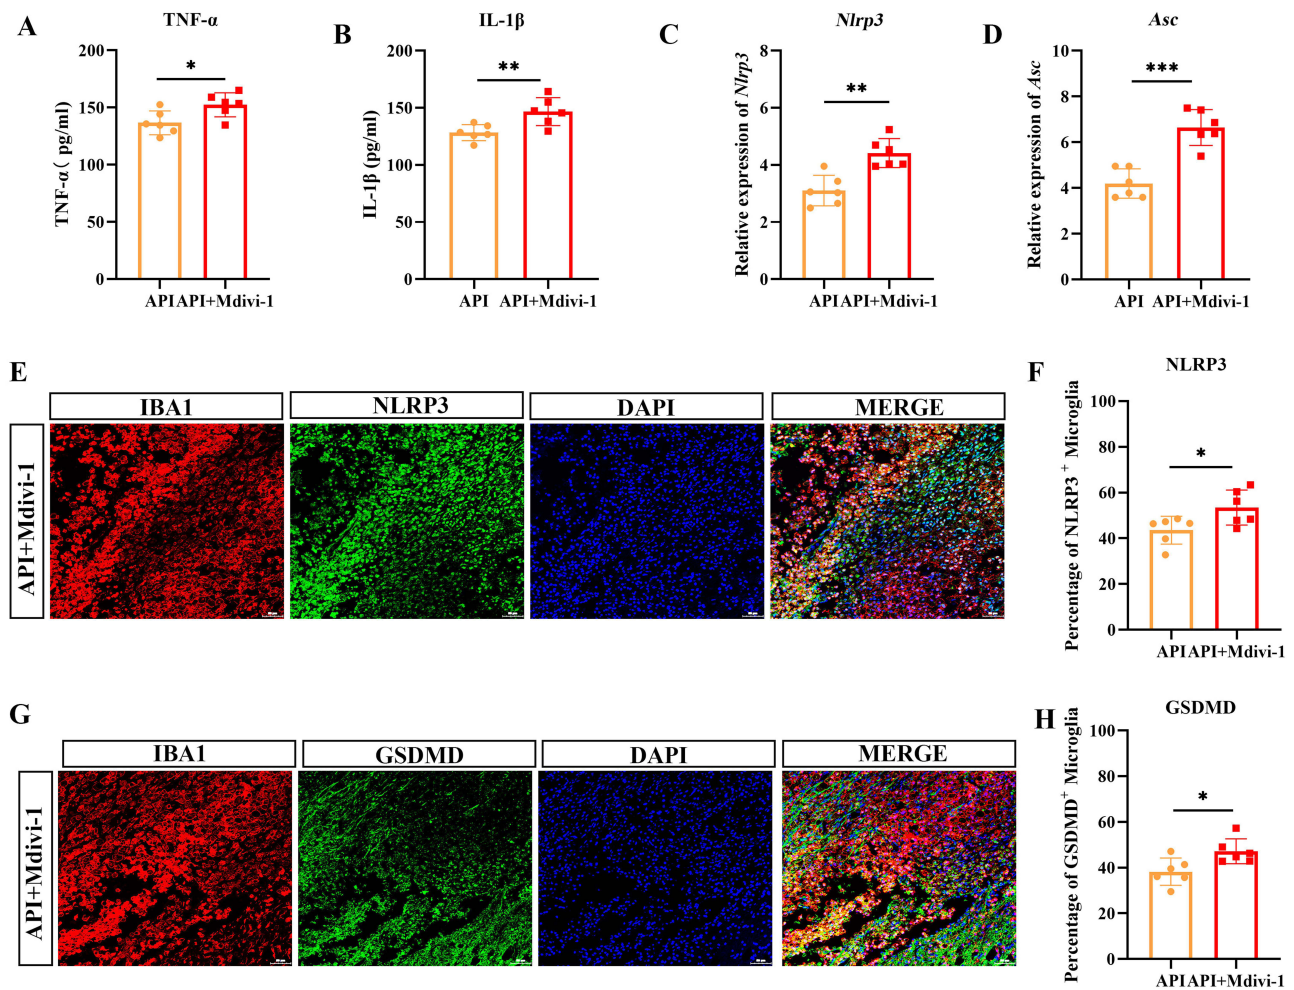 A
TNF-α
TNF-α( pg/ml)
200
150
100
50
0
*
API API+Mdivi-1
B
IL-1β
IL-1β (pg/ml)
200
150
100
50
0
**
API API+Mdivi-1
C
Nlrp3
Relative expression of Nlrp3
8
6
4
2
0
**
API API+Mdivi-1
D
Asc
Relative expression of Asc
10
8
6
4
2
0
***
API API+Mdivi-1
E
IBA1 NLRP3 DAPI MERGE
API+Mdivi-1
F
NLRP3
Percentage of NLRP3+ Microglia
100
80
60
40
20
0
*
API API+Mdivi-1
G
IBA1 GSDMD DAPI MERGE
API+Mdivi-1
H
GSDMD
Percentage of GSDMD+ Microglia
100
80
60
40
20
0
*
API API+Mdivi-1